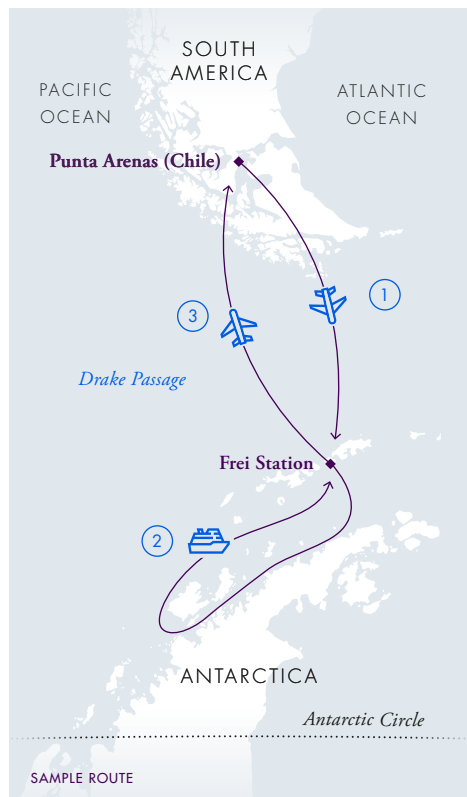 SOUTH
AMERICA
PACIFIC
OCEAN
ATLANTIC
OCEAN
Punta Arenas (Chile)
1
3
Drake Passage
Frei Station
2
ANTARCTICA
Antarctic Circle
SAMPLE ROUTE